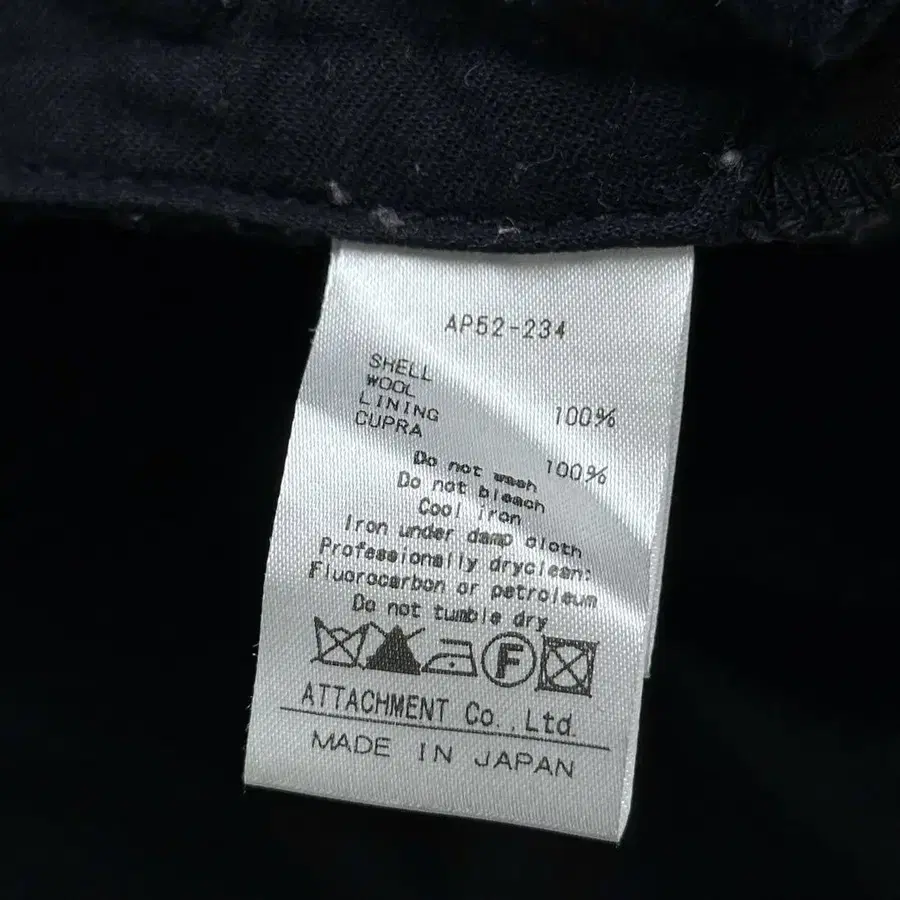 AP52-234
SHELL
WOOL 100%
LINING
CUPRA 100%
Do not wash
Do not bleach
Cool iron
Iron under damp cloth
Professionally dryclean:
Fluorocarbon or petroleum
Do not tumble dry
F
ATTACHMENT Co.,Ltd.
MADE IN JAPAN